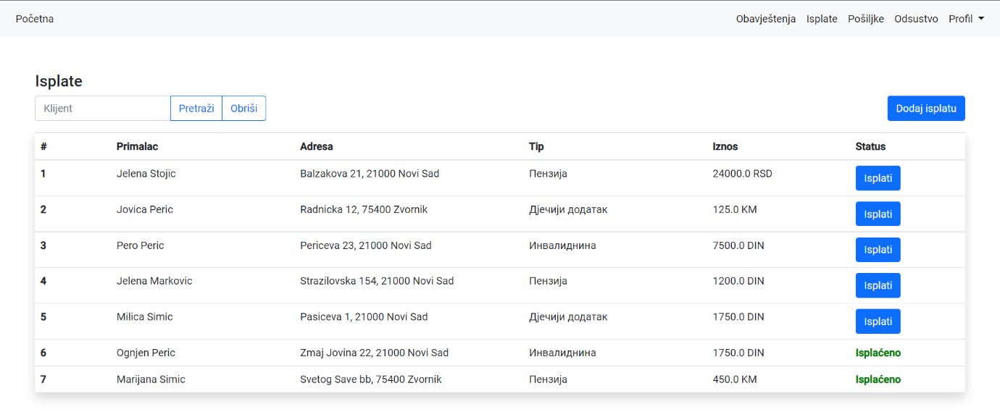 Početna Obavještenja Isplate Pošiljke Odsustvo Profil
Isplate
Klijent Pretraži Obriši Dodaj isplatu
# Primalac Adresa Tip Iznos Status
1 Jelena Stojic Balzakova 21, 21000 Novi Sad Пензија 24000.0 RSD Isplati
2 Jovica Peric Radnicka 12, 75400 Zvornik Дјечији додатак 125.0 KM Isplati
3 Pero Peric Periceva 23, 21000 Novi Sad Инвалиднина 7500.0 DIN Isplati
4 Jelena Markovic Strazilovska 154, 21000 Novi Sad Пензија 1200.0 DIN Isplati
5 Milica Simic Pasiceva 1, 21000 Novi Sad Дјечији додатак 1750.0 DIN Isplati
6 Ognjen Peric Zmaj Jovina 22, 21000 Novi Sad Инвалиднина 1750.0 DIN Isplaćeno
7 Marijana Simic Svetog Save bb, 75400 Zvornik Пензија 450.0 KM Isplaćeno